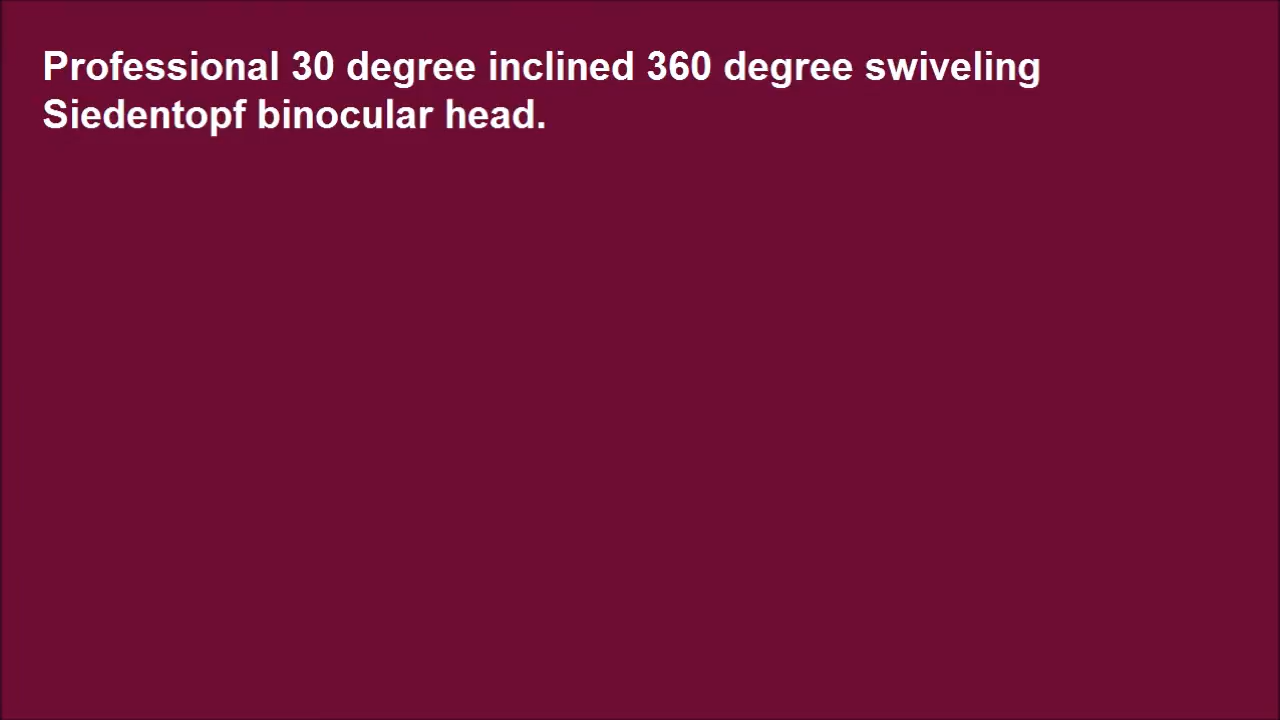 Professional 30 degree inclined 360 degree swiveling
Siedentopf binocular head.